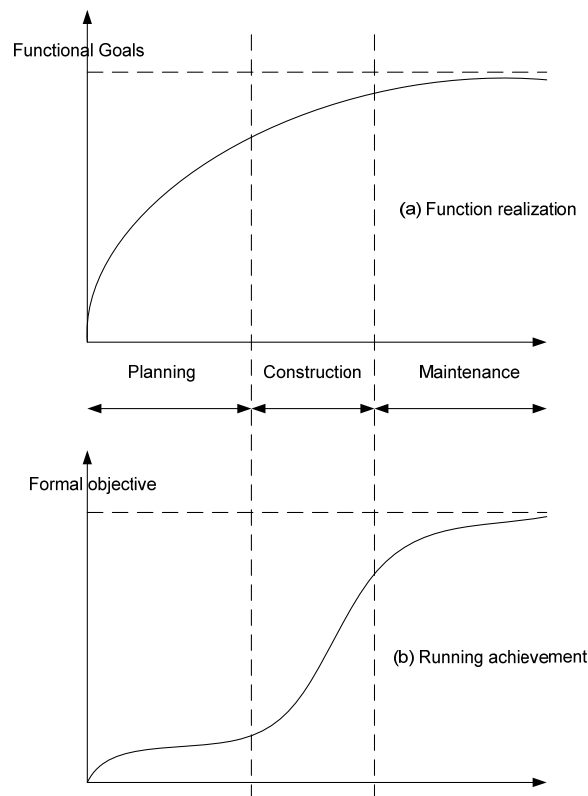 Functional Goals
(a) Function realization
Planning
Construction
Maintenance
Formal objective
(b) Running achievement